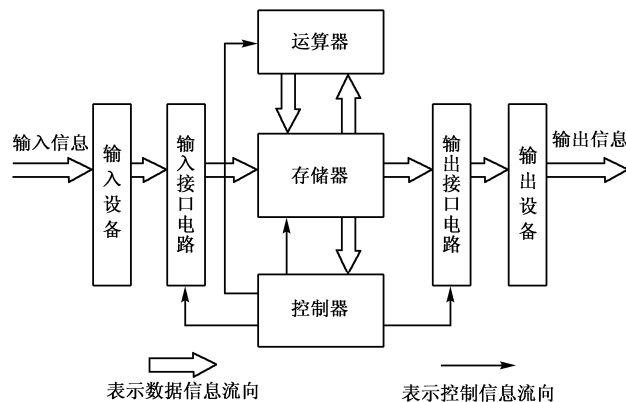 运算器
输入信息
输入设备
输入接口电路
存储器
输出接口电路
输出设备
输出信息
控制器
表示数据信息流向
表示控制信息流向